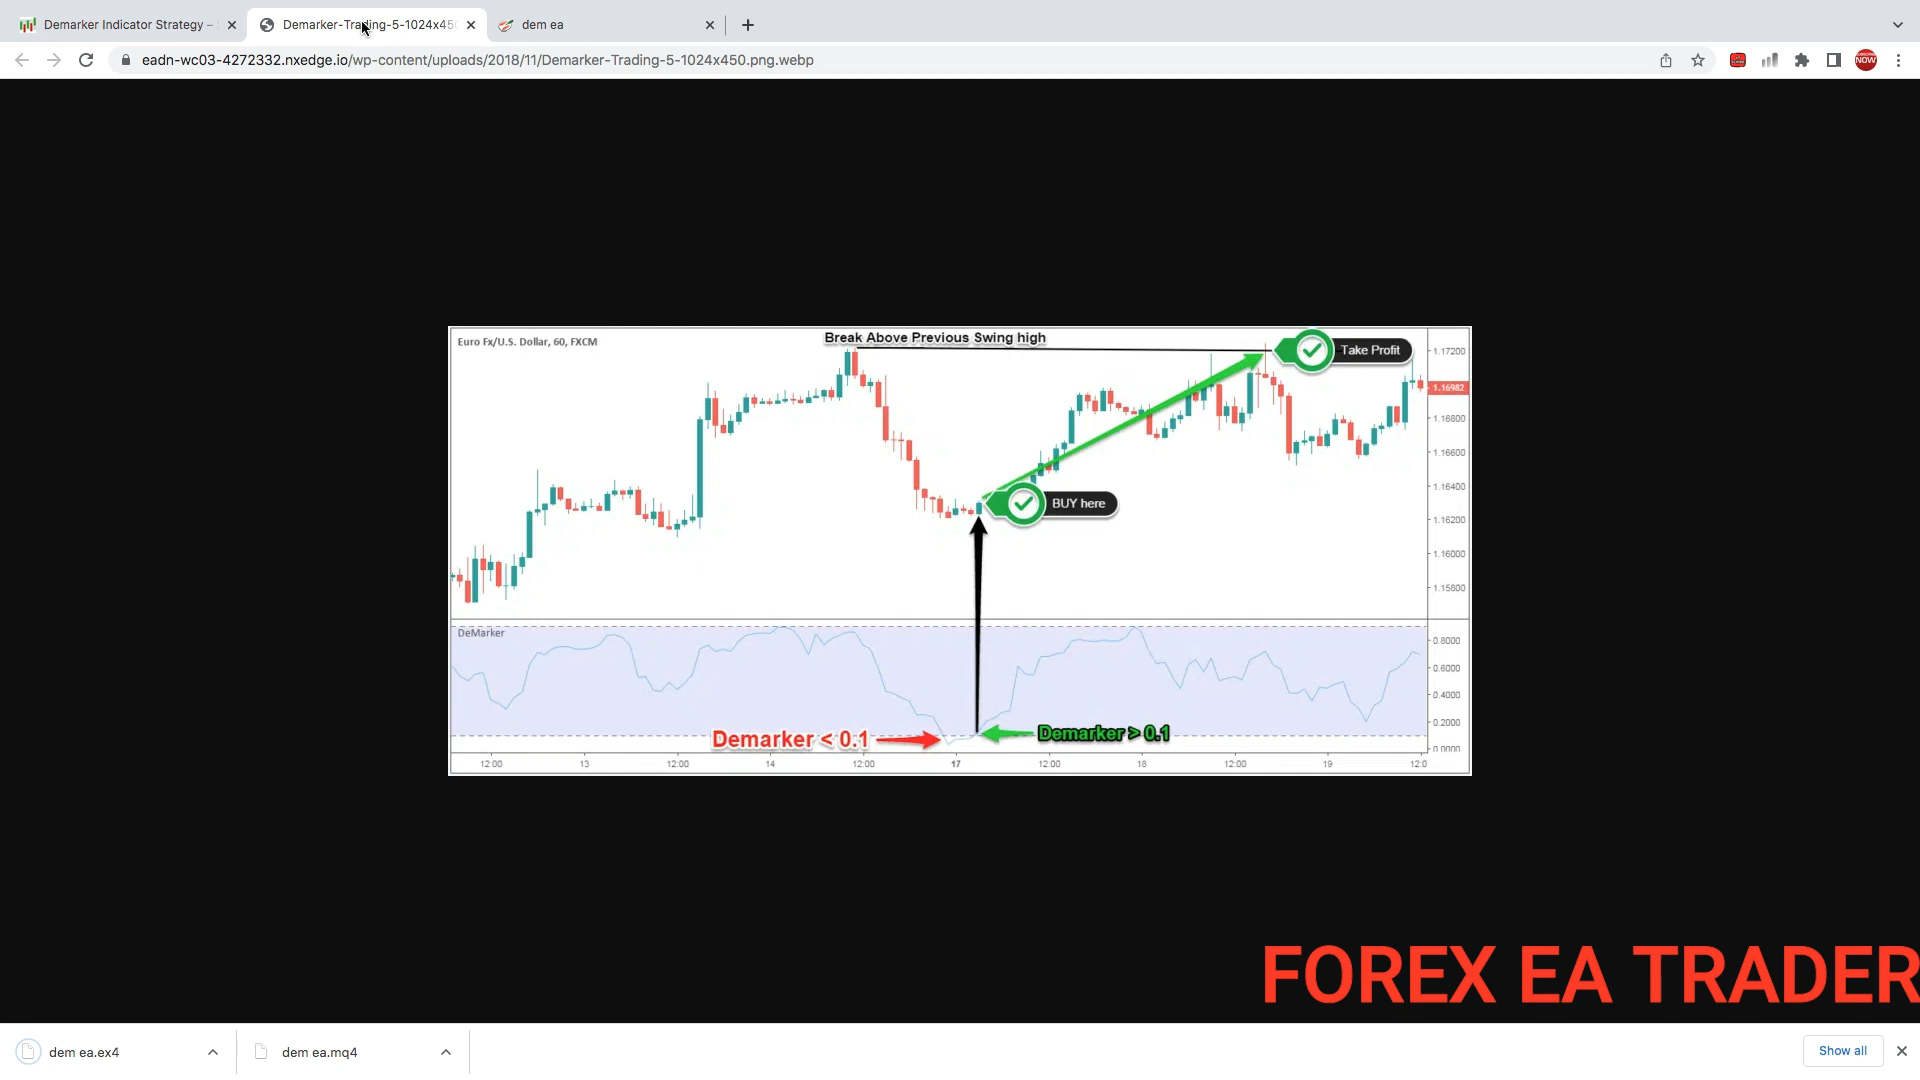 Demarker Indicator Strategy –
Demarker-Trading-5-1024x450
dem ea
eadn-wc03-4272332.nxedge.io/wp-content/uploads/2018/11/Demarker-Trading-5-1024x450.png.webp
NOW
Break Above Previous Swing high
Euro Fx/U.S. Dollar, 60, FXCM
Take Profit
1.17200
1.16982
1.16800
1.16600
1.16400
BUY here
1.16200
1.16000
1.15800
DeMarker
0.8000
0.6000
0.4000
0.2000
Demarker < 0.1
Demarker > 0.1
0.0000
12:00 13 12:00 14 12:00 17 12:00 18 12:00 19 12:0
FOREX EA TRADER
dem ea.ex4
dem ea.mq4
Show all